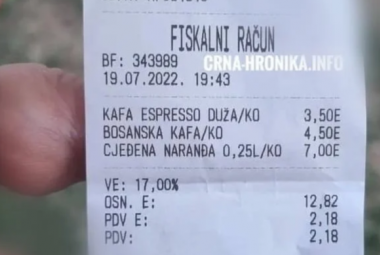 FISKALNI RAČUN
BF: 343989
CRNA-HRONIKA.INFO
19.07.2022. 19:43
KAFA ESPRESSO DUŽA/KO 3,50E
BOSANSKA KAFA/KO 4,50E
CJEĐENA NARANĐA 0,25L/KO 7,00E
VE: 17,00%
OSN. E: 12,82
PDV E: 2,18
PDV: 2,18